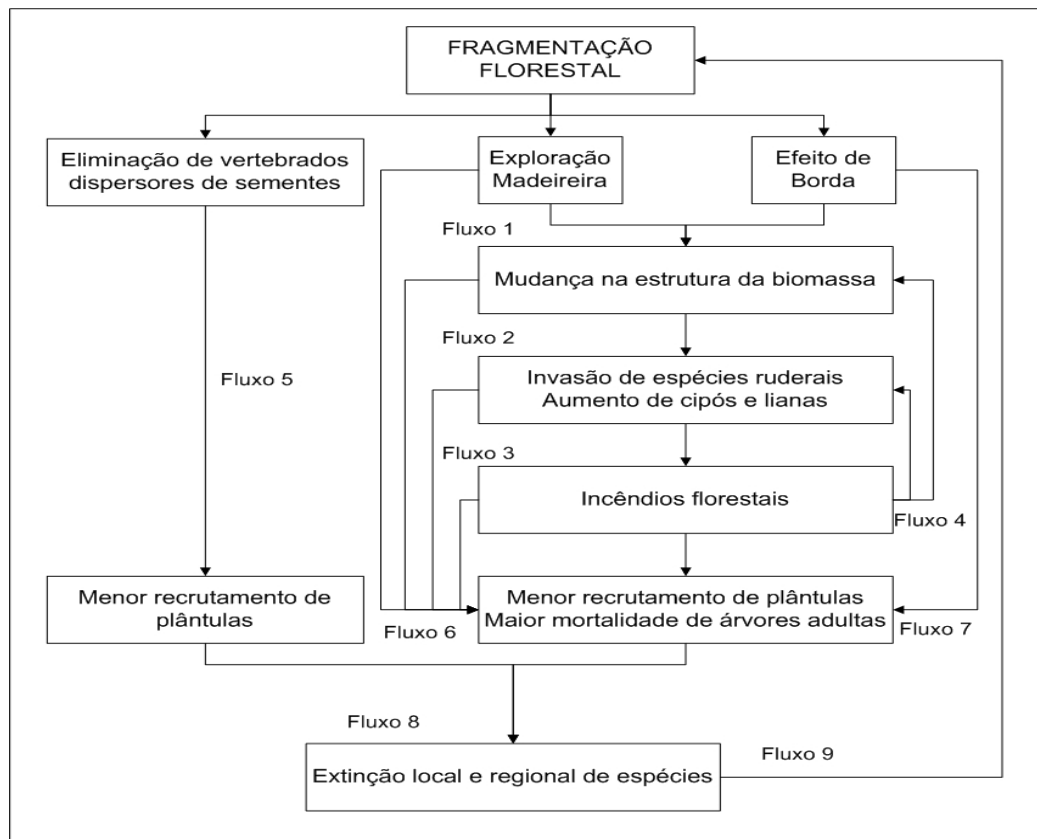 FRAGMENTAÇÃO
FLORESTAL
Eliminação de vertebrados
dispersores de sementes
Exploração
Madeireira
Efeito de
Borda
Fluxo 1
Mudança na estrutura da biomassa
Fluxo 2
Invasão de espécies ruderais
Aumento de cipós e lianas
Fluxo 5
Fluxo 3
Incêndios florestais
Fluxo 4
Menor recrutamento de
plântulas
Menor recrutamento de plântulas
Maior mortalidade de árvores adultas
Fluxo 6
Fluxo 7
Fluxo 8
Fluxo 9
Extinção local e regional de espécies